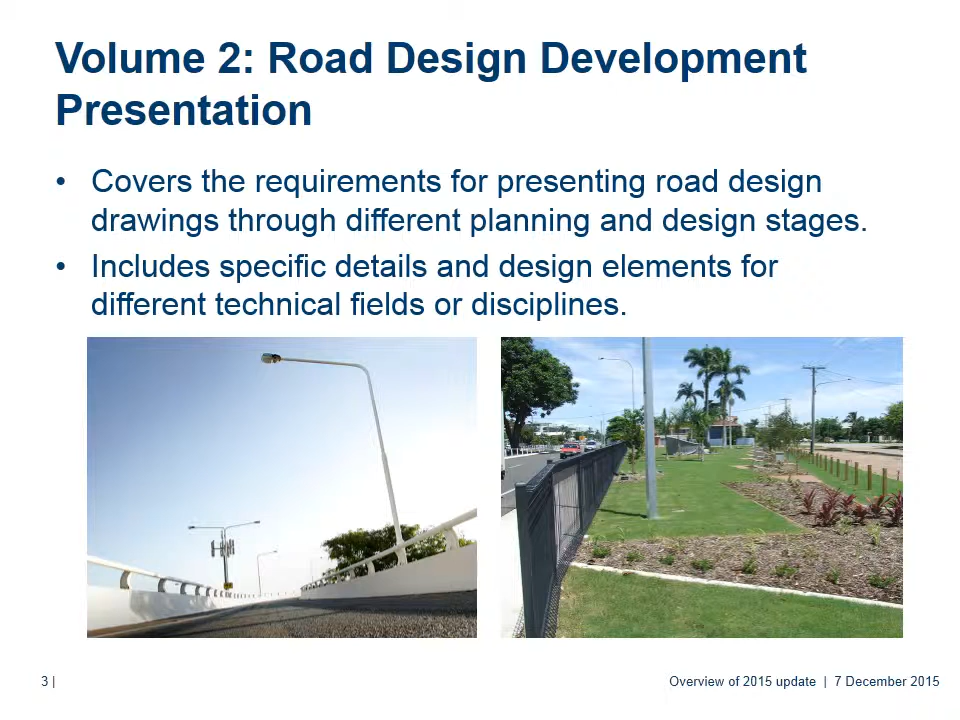 Volume 2: Road Design Development
Presentation
• Covers the requirements for presenting road design
drawings through different planning and design stages.
• Includes specific details and design elements for
different technical fields or disciplines.
3 |
Overview of 2015 update | 7 December 2015